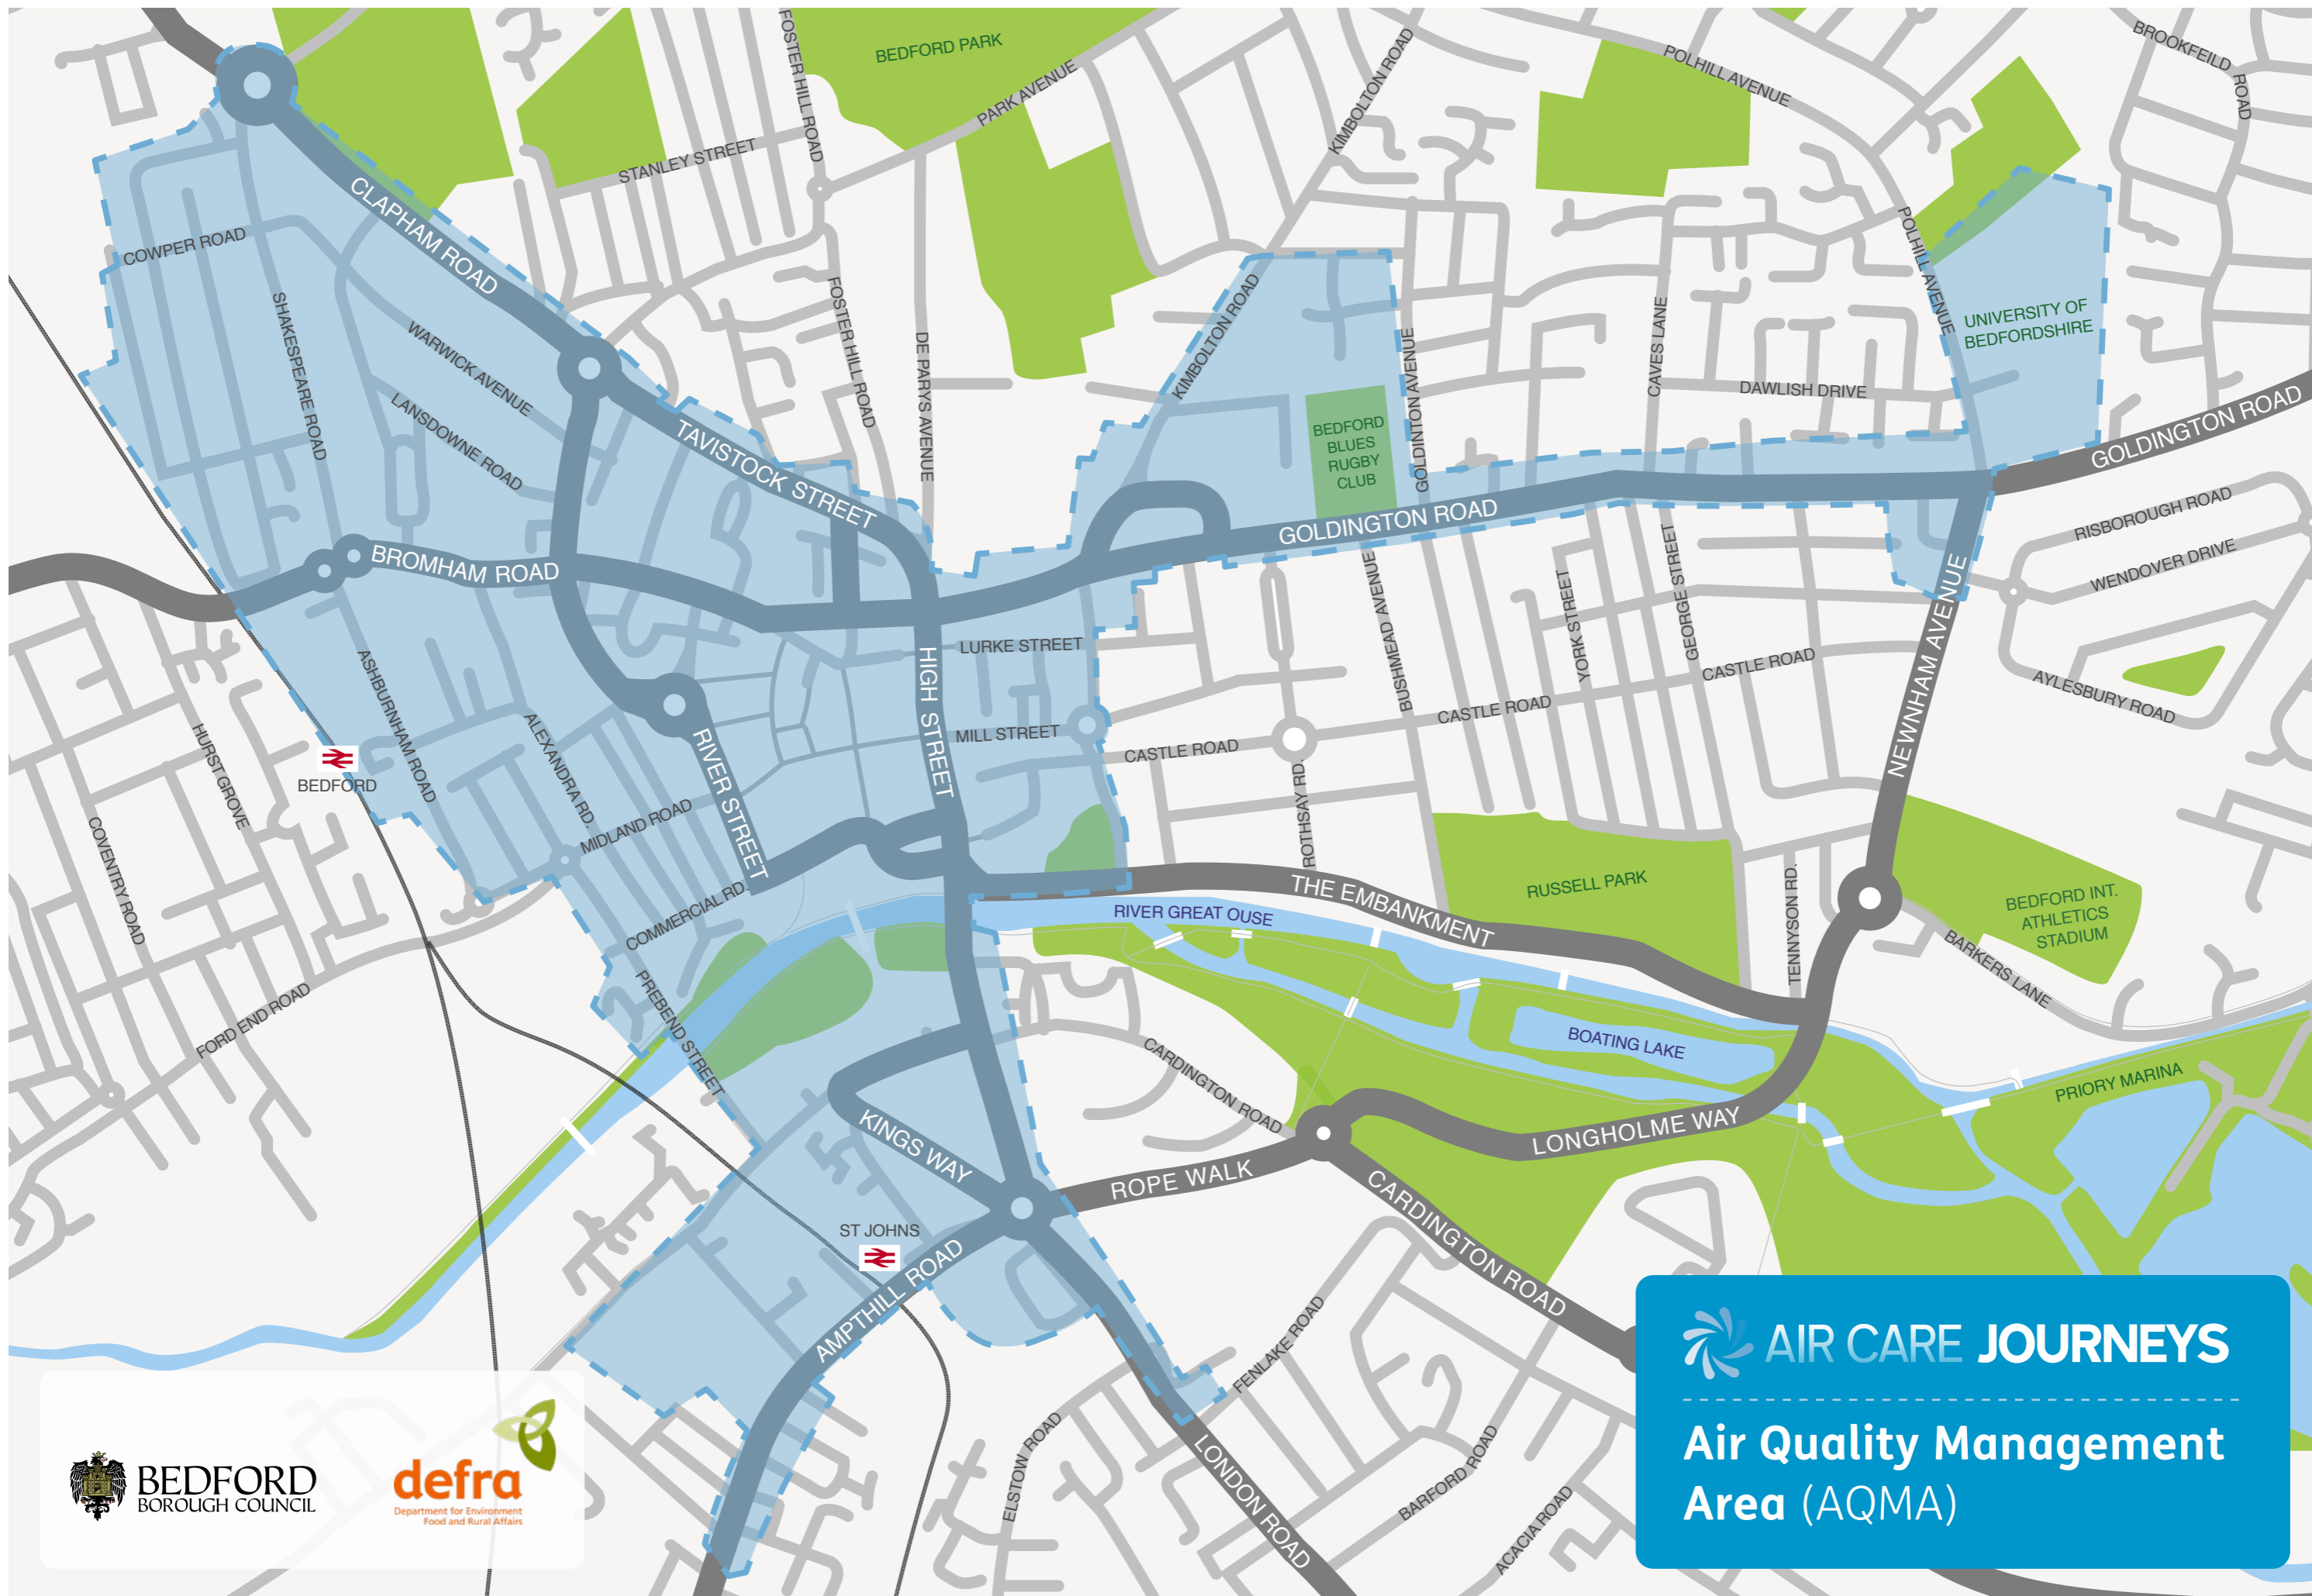 FOSTER HILL ROAD
BEDFORD PARK
PARK AVENUE
KIMBOLTON ROAD
POLHILL AVENUE
BROOKFEILD
ROAD
STANLEY STREET
CLAPHAM ROAD
COWPER ROAD
SHAKESPEARE ROAD
WARWICK AVENUE
LANSDOWNE ROAD
TAVISTOCK STREET
FOSTER HILL ROAD
DE PARYS AVENUE
KIMBOLTON ROAD
BEDFORD
BLUES
RUGBY
CLUB
GOLDINTON AVENUE
CAVES LANE
DAWLISH DRIVE
POLHILL AVENUE
UNIVERSITY OF
BEDFORDSHIRE
GOLDINGTON ROAD
GOLDINGTON ROAD
RISBOROUGH ROAD
WENDOVER DRIVE
AYLESBURY ROAD
BROMHAM ROAD
LURKE STREET
HIGH STREET
MILL STREET
CASTLE ROAD
BUSHMEAD AVENUE
CASTLE ROAD
YORK STREET
GEORGE STREET
CASTLE ROAD
NEWNHAM AVENUE
ASHBURNHAM ROAD
ALEXANDRA RD.
HURST GROVE
BEDFORD
COVENTRY ROAD
MIDLAND ROAD
RIVER STREET
COMMERCIAL RD.
ROTHSAY RD.
THE EMBANKMENT
RUSSELL PARK
TENNYSON RD.
BEDFORD INT.
ATHLETICS
STADIUM
BARKERS LANE
RIVER GREAT OUSE
BOATING LAKE
PRIORY MARINA
FORD END ROAD
PREBEND STREET
CARDINGTON ROAD
KINGS WAY
ROPE WALK
LONGHOLME WAY
CARDINGTON ROAD
ST JOHNS
AMPTHILL ROAD
FENLAKE ROAD
ELSTOW ROAD
LONDON ROAD
BARFORD ROAD
ACACIA ROAD
BEDFORD
BOROUGH COUNCIL
defra
Department for Environment
Food and Rural Affairs
AIR CARE JOURNEYS
Air Quality Management
Area (AQMA)